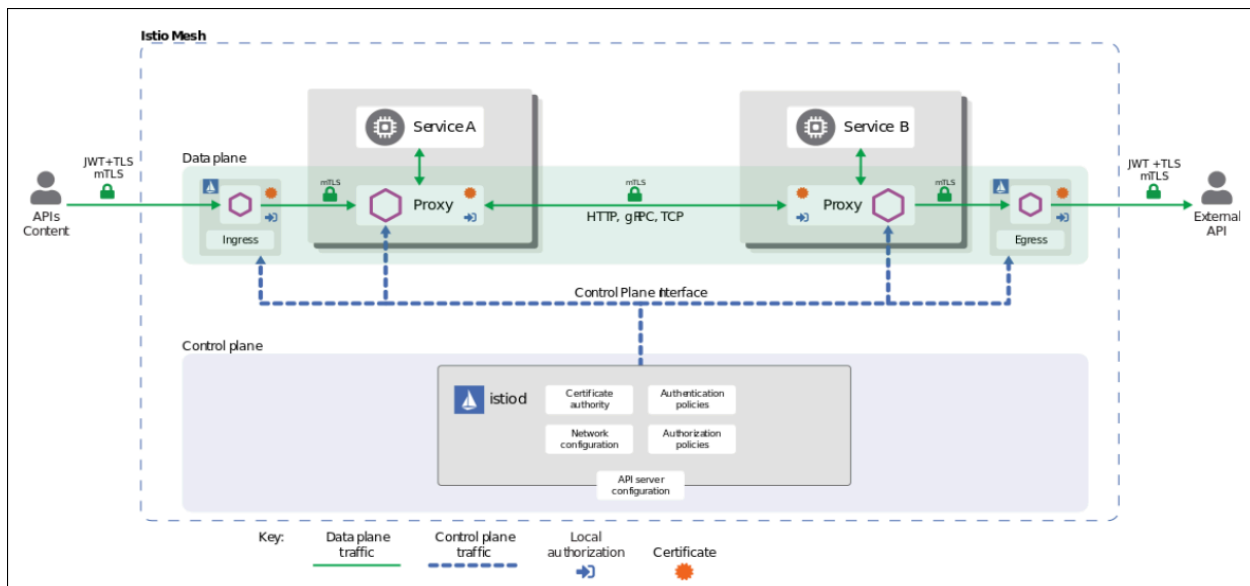 Istio Mesh
Service A
Service B
Data plane
JWT+TLS
mTLS
mTLS
mTLS
mTLS
JWT +TLS
mTLS
APIs
Content
Proxy
HTTP, gRPC, TCP
Proxy
External
API
Ingress
Egress
Control Plane Interface
Control plane
istiod
Certificate
authority
Authentication
policies
Network
configuration
Authorization
policies
API server
configuration
Key:
Data plane
traffic
Control plane
traffic
Local
authorization
Certificate